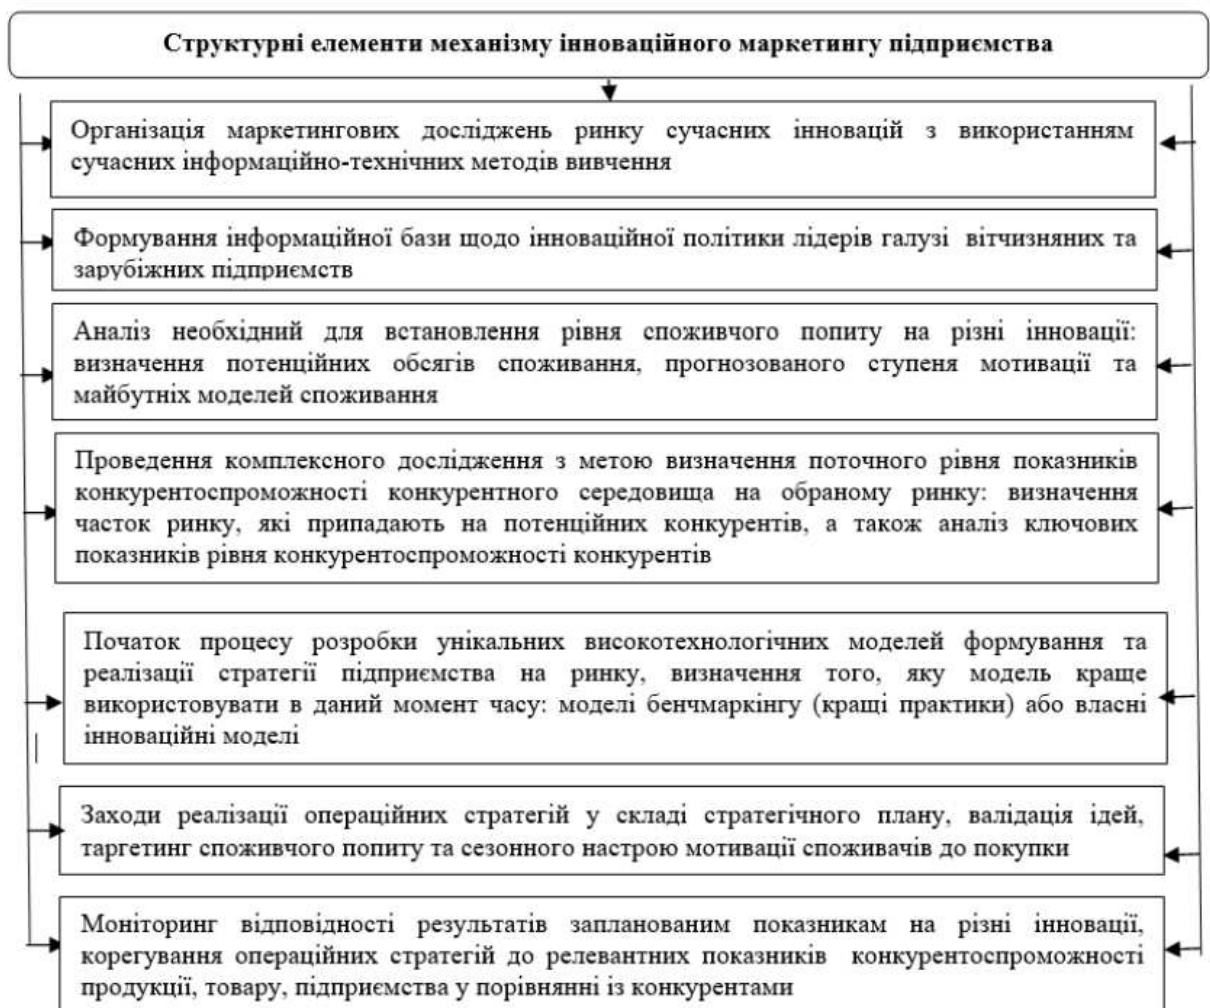 Структурні елементи механізму інноваційного маркетингу підприємства
Організація маркетингових досліджень ринку сучасних інновацій з використанням
сучасних інформаційно-технічних методів вивчення
Формування інформаційної бази щодо інноваційної політики лідерів галузі вітчизняних та
зарубіжних підприємств
Аналіз необхідний для встановлення рівня споживчого попиту на різні інновації:
визначення потенційних обсягів споживання, прогнозованого ступеня мотивації та
майбутніх моделей споживання
Проведення комплексного дослідження з метою визначення поточного рівня показників
конкурентоспроможності конкурентного середовища на обраному ринку: визначення
часток ринку, які припадають на потенційних конкурентів, а також аналіз ключових
показників рівня конкурентоспроможності конкурентів
Початок процесу розробки унікальних високотехнологічних моделей формування та
реалізації стратегії підприємства на ринку, визначення того, яку модель краще
використовувати в даний момент часу: моделі бенчмаркінгу (кращі практики) або власні
інноваційні моделі
Заходи реалізації операційних стратегій у складі стратегічного плану, валідація ідей,
таргетинг споживчого попиту та сезонного настрою мотивації споживачів до покупки
Моніторинг відповідності результатів запланованим показникам на різні інновації,
корегування операційних стратегій до релевантних показників конкурентоспроможності
продукції, товару, підприємства у порівнянні із конкурентами